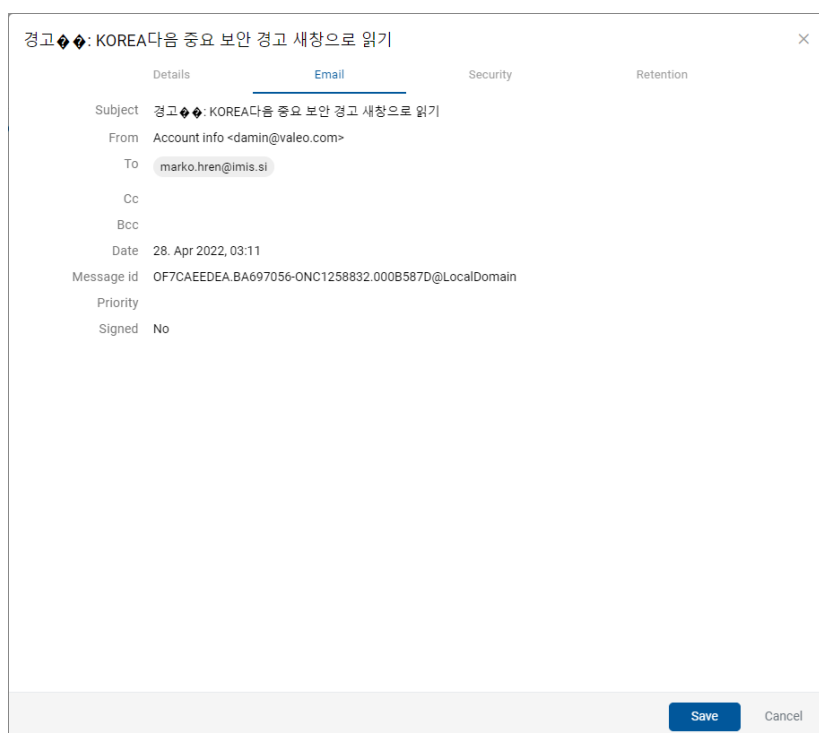 경고��: KOREA다음 중요 보안 경고 새창으로 읽기
Details Email Security Retention
Subject 경고��: KOREA다음 중요 보안 경고 새창으로 읽기
From Account info <damin@valeo.com>
To marko.hren@imis.si
Cc
Bcc
Date 28. Apr 2022, 03:11
Message id OF7CAEEDEA.BA697056-ONC1258832.000B587D@LocalDomain
Priority
Signed No
Save Cancel